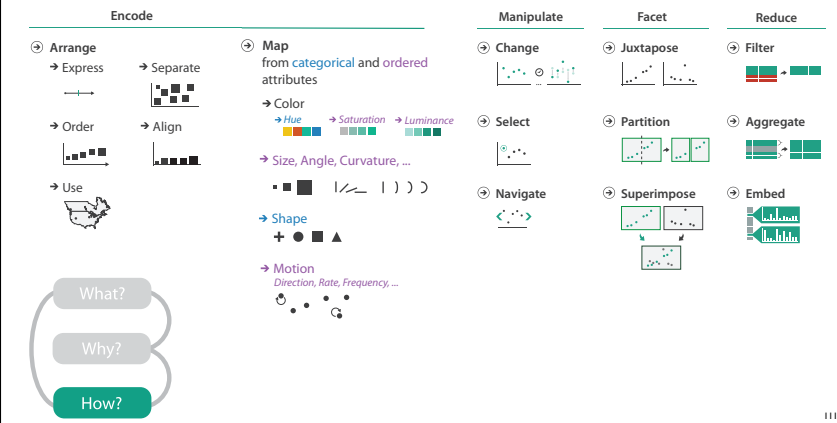 Encode
Arrange
Express
Separate
Order
Align
Use
Map
from categorical and ordered
attributes
Color
Hue
Saturation
Luminance
Size, Angle, Curvature, ...
Shape
Motion
Direction, Rate, Frequency, ...
Manipulate
Change
...
Select
Navigate
Facet
Juxtapose
Partition
Superimpose
Reduce
Filter
Aggregate
Embed
What?
Why?
How?